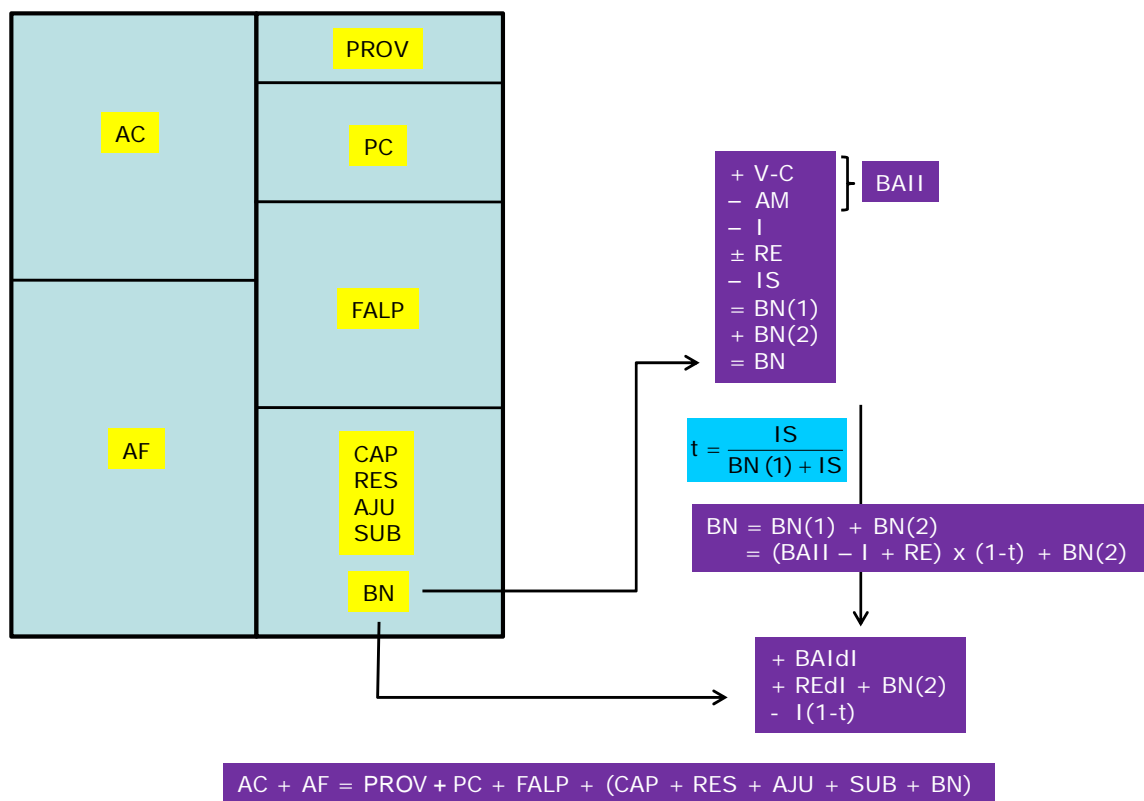 PROV
AC
PC
FALP
AF
CAP
RES
AJU
SUB
BN
+ V-C
– AM
– I
± RE
– IS
= BN(1)
+ BN(2)
= BN
BAII
t = IS / BN(1) + IS
BN = BN(1) + BN(2)
= (BAII – I + RE) x (1-t) + BN(2)
+ BAIdI
+ REdI + BN(2)
- I(1-t)
AC + AF = PROV + PC + FALP + (CAP + RES + AJU + SUB + BN)